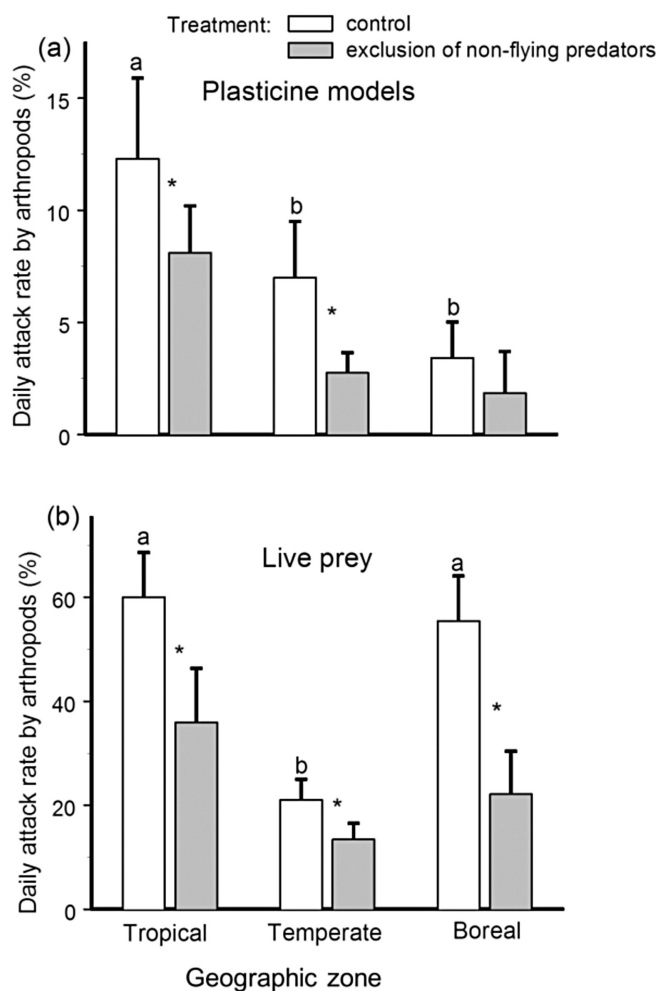 Treatment: control
exclusion of non-flying predators
(a)
Plasticine models
Daily attack rate by arthropods (%)
15
10
5
0
a
*
b
*
b
(b)
Live prey
Daily attack rate by arthropods (%)
60
40
20
0
a
*
b
*
a
*
Tropical Temperate Boreal
Geographic zone